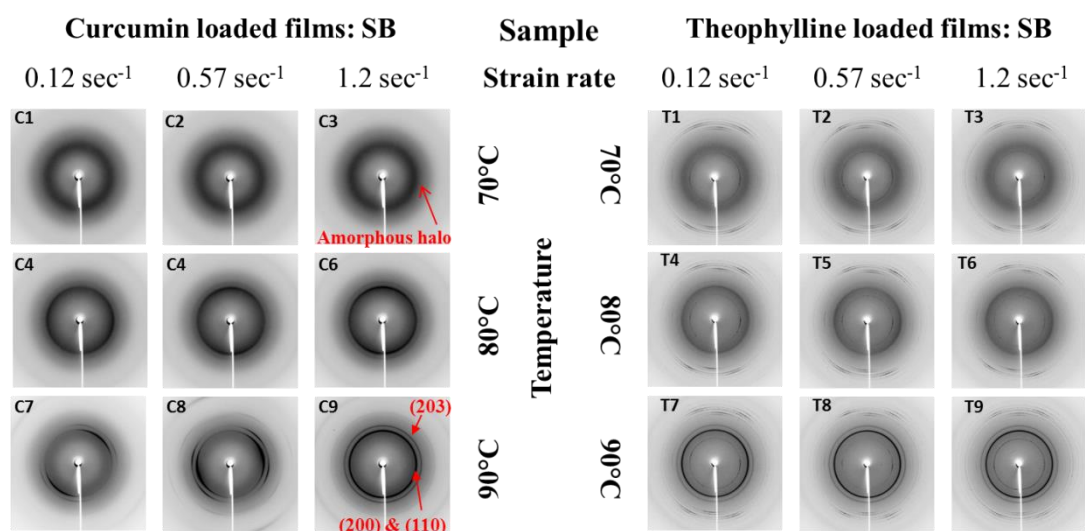 Curcumin loaded films: SB
Sample
Theophylline loaded films: SB
0.12 sec⁻¹ 0.57 sec⁻¹ 1.2 sec⁻¹
Strain rate
0.12 sec⁻¹ 0.57 sec⁻¹ 1.2 sec⁻¹
C1 C2 C3
70°C 70°C
T1 T2 T3
Amorphous halo
C4 C4 C6
80°C 80°C
T4 T5 T6
Temperature
C7 C8 C9
(203)
90°C 90°C
T7 T8 T9
(200) & (110)